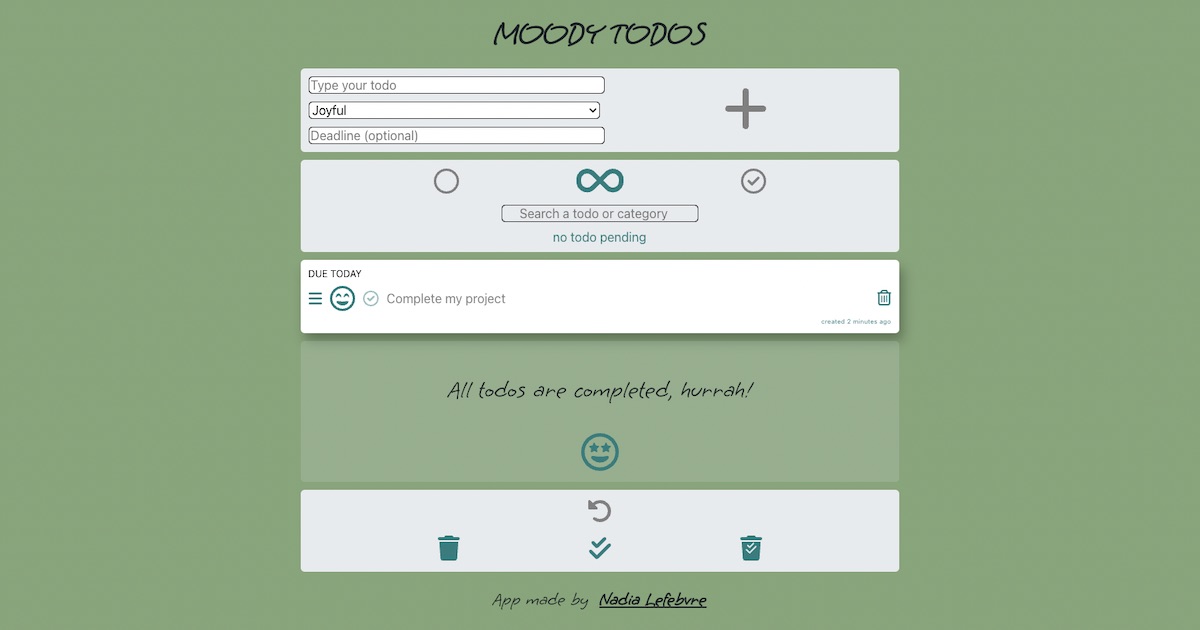 MOODY TODOS
Type your todo
Joyful
Deadline (optional)
Search a todo or category
no todo pending
DUE TODAY
Complete my project
created 2 minutes ago
All todos are completed, hurrah!
App made by Nadia Lefebvre